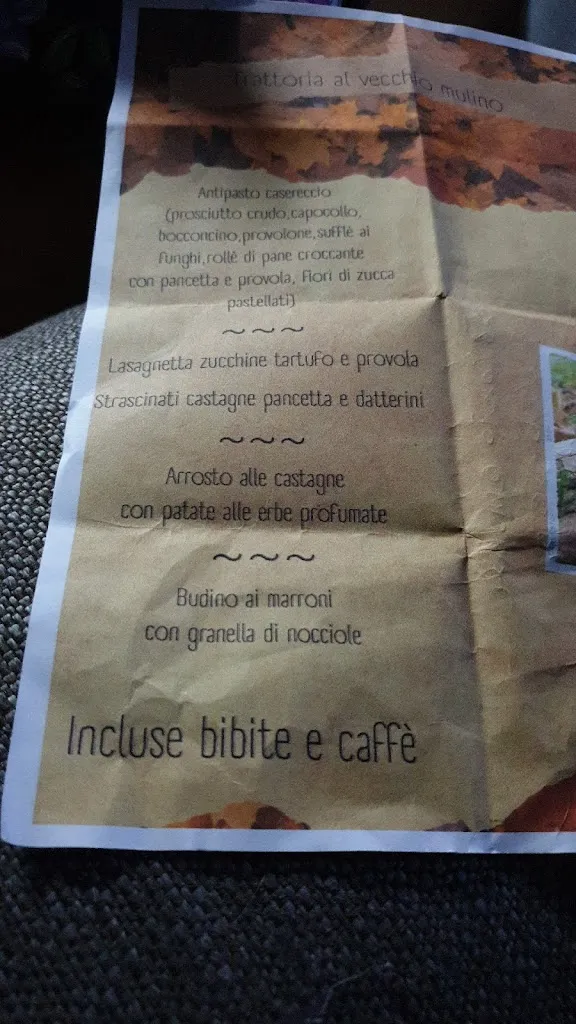 Trattoria al vecchio mulino
Antipasto casereccio
(prosciutto crudo,capocollo,
bocconcino,provolone,sufflè ai
funghi,rollè di pane croccante
con pancetta e provola, Fiori di zucca
pastellati)
~~~
Lasagnetta zucchine tartufo e provola
Strascinati castagne pancetta e datterini
~~~
Arrosto alle castagne
con patate alle erbe profumate
~~~
Budino ai marroni
con granella di nocciole
Incluse bibite e caffè